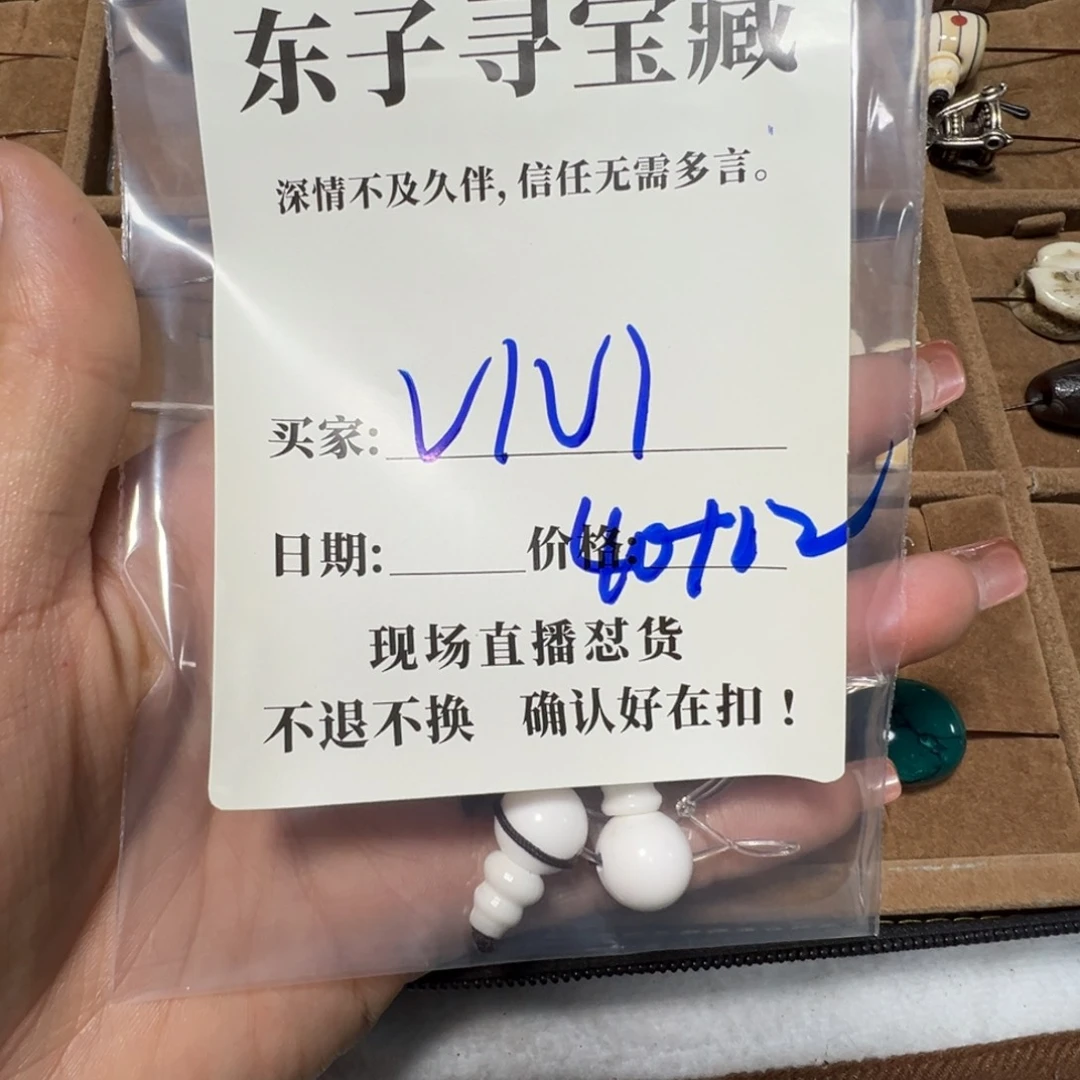 东子寻宝藏
深情不及久伴，信任无需多言。
买家: VIVI
日期: 价格: 40+12
现场直播怼货
不退不换 确认好在扣！